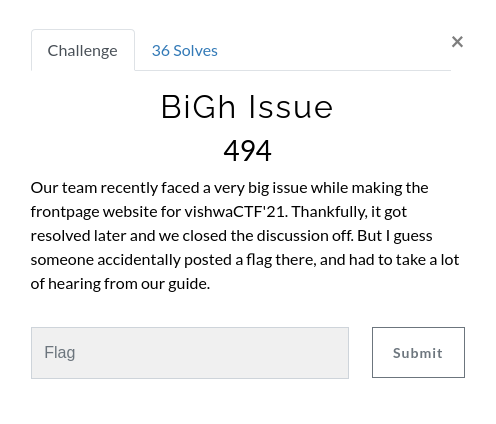 Challenge
36 Solves
×
BiGh Issue
494
Our team recently faced a very big issue while making the
frontpage website for vishwaCTF'21. Thankfully, it got
resolved later and we closed the discussion off. But I guess
someone accidentally posted a flag there, and had to take a lot
of hearing from our guide.
Flag
Submit